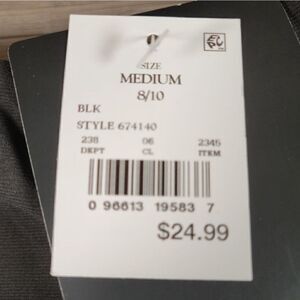 SIZE
MEDIUM
8/10
BLK
STYLE 674140
238 06 2345
DEPT CL ITEM
0 96613 19583 7
$24.99